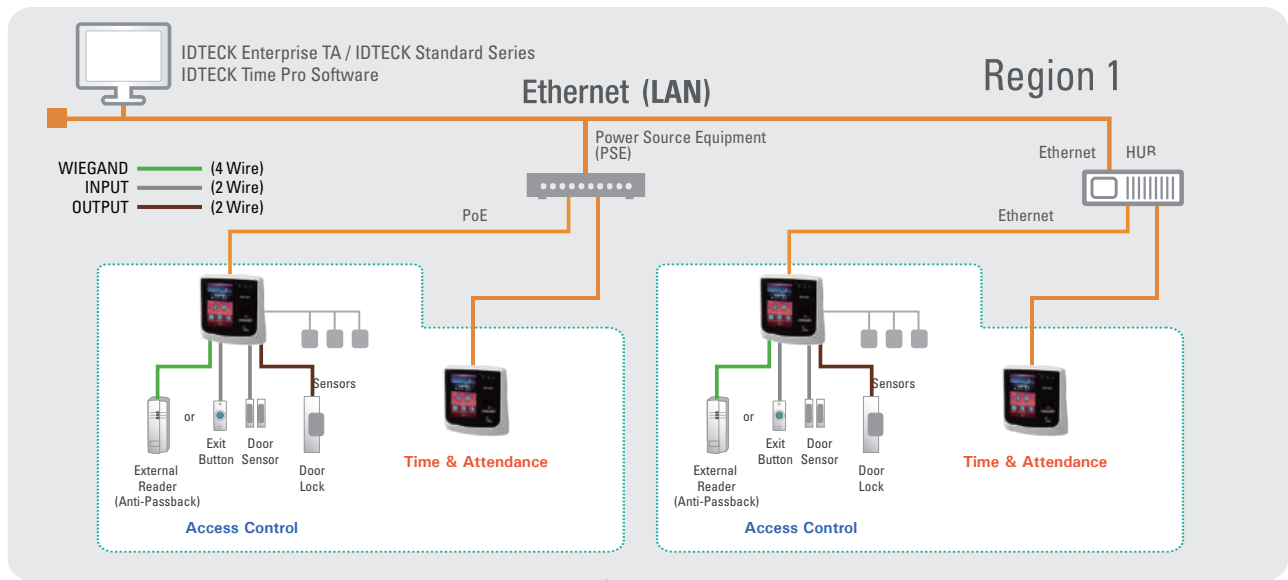 IDTECK Enterprise TA / IDTECK Standard Series
IDTECK Time Pro Software
Ethernet (LAN)
Region 1
Power Source Equipment
(PSE)
Ethernet
HUB
WIEGAND (4 Wire)
INPUT (2 Wire)
OUTPUT (2 Wire)
PoE
Ethernet
Sensors
or
Exit
Button
Door
Sensor
External
Reader
(Anti-Passback)
Door
Lock
Time & Attendance
Access Control
Sensors
or
Exit
Button
Door
Sensor
External
Reader
(Anti-Passback)
Door
Lock
Time & Attendance
Access Control